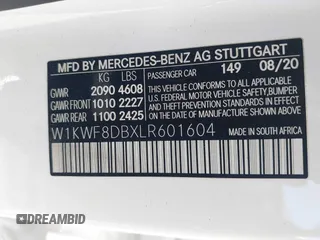 MFD BY MERCEDES-BENZ AG STUTTGART
KG LBS PASSENGER CAR 149 08/20
GVWR 2090 4608
GAWR FRONT 1010 2227
GAWR REAR 1100 2425
THIS VEHICLE CONFORMS TO ALL
APPLICABLE U.S. FEDERAL MOTOR
VEHICLE SAFETY, BUMPER,
AND THEFT PREVENTION
STANDARDS IN EFFECT ON THE DATE
OF MANUFACTURE SHOWN ABOVE
W1KWF8DBXLR601604
MADE IN SOUTH AFRICA
DREAMBID